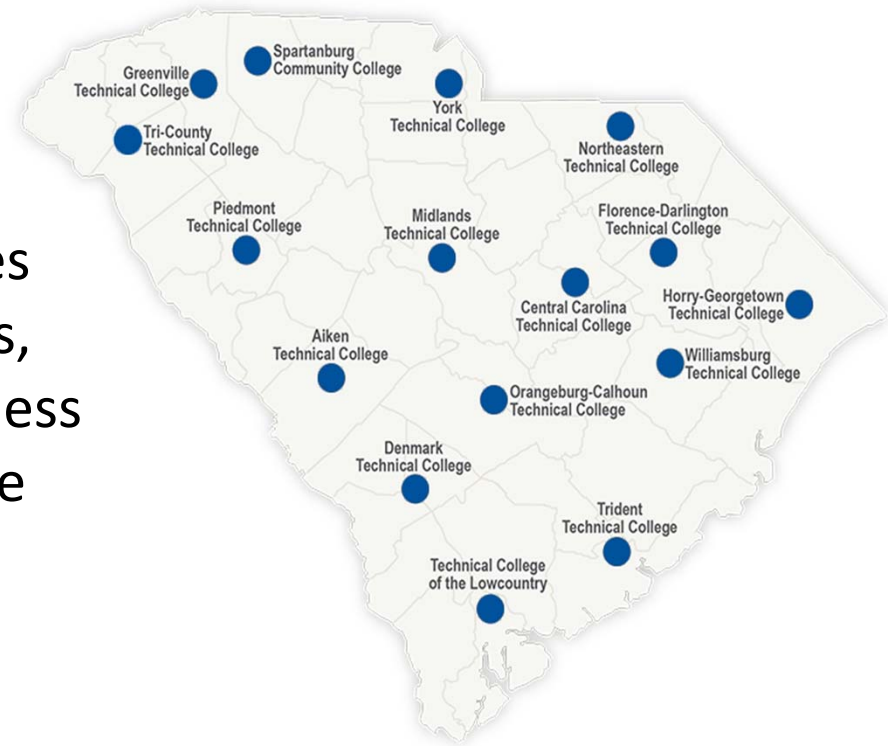 Spartanburg
Community College
Greenville
Technical College
York
Technical College
Tri-County
Technical College
Northeastern
Technical College
Piedmont
Technical College
Midlands
Technical College
Florence-Darlington
Technical College
Central Carolina
Technical College
Horry-Georgetown
Technical College
Aiken
Technical College
Williamsburg
Technical College
Orangeburg-Calhoun
Technical College
Denmark
Technical College
Trident
Technical College
Technical College
of the Lowcountry
es
s,
ess
e